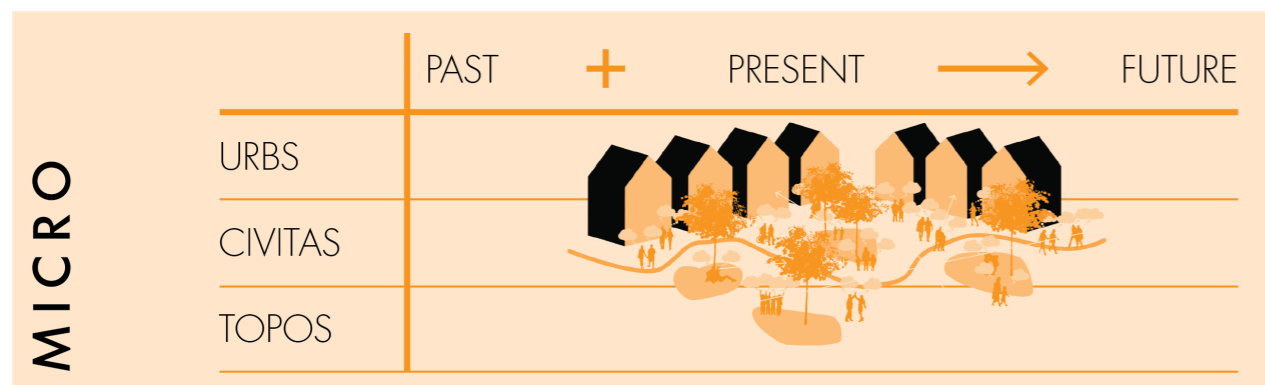 MICRO
PAST + PRESENT → FUTURE
URBS
CIVITAS
TOPOS